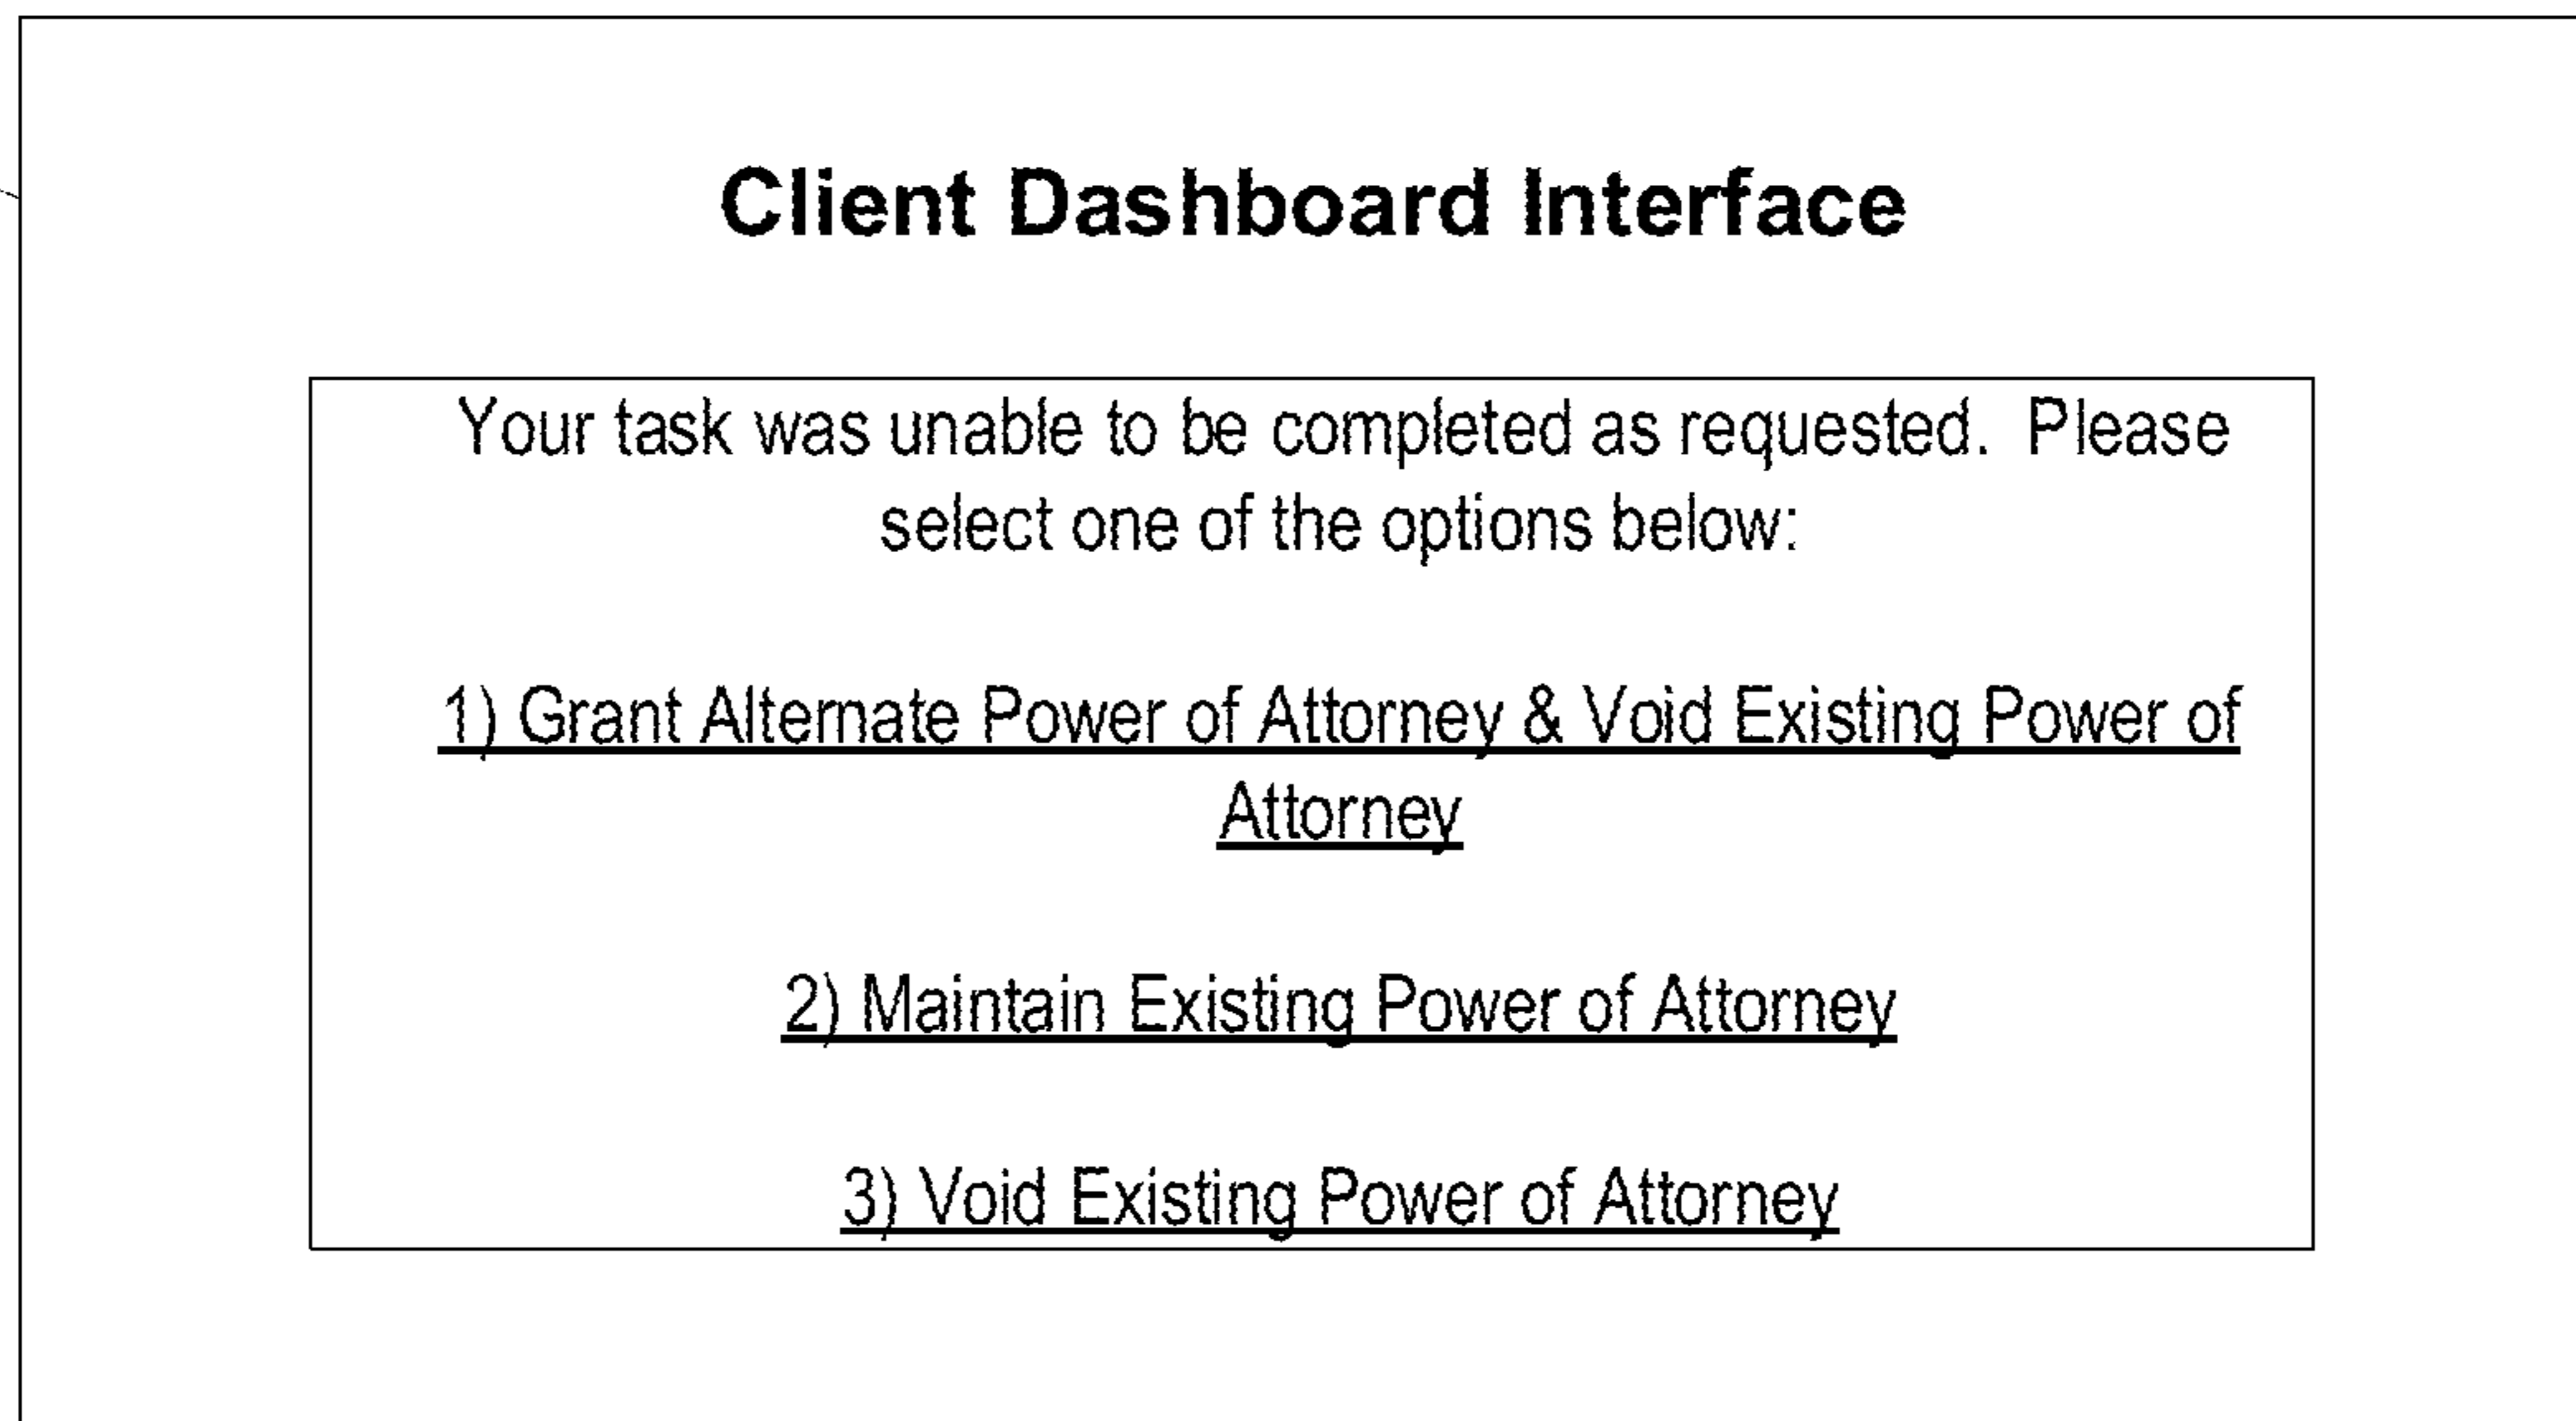 Client Dashboard Interface
Your task was unable to be completed as requested.  Please
select one of the options below:
1) Grant Alternate Power of Attorney & Void Existing Power of
Attorney
2) Maintain Existing Power of Attorney
3) Void Existing Power of Attorney